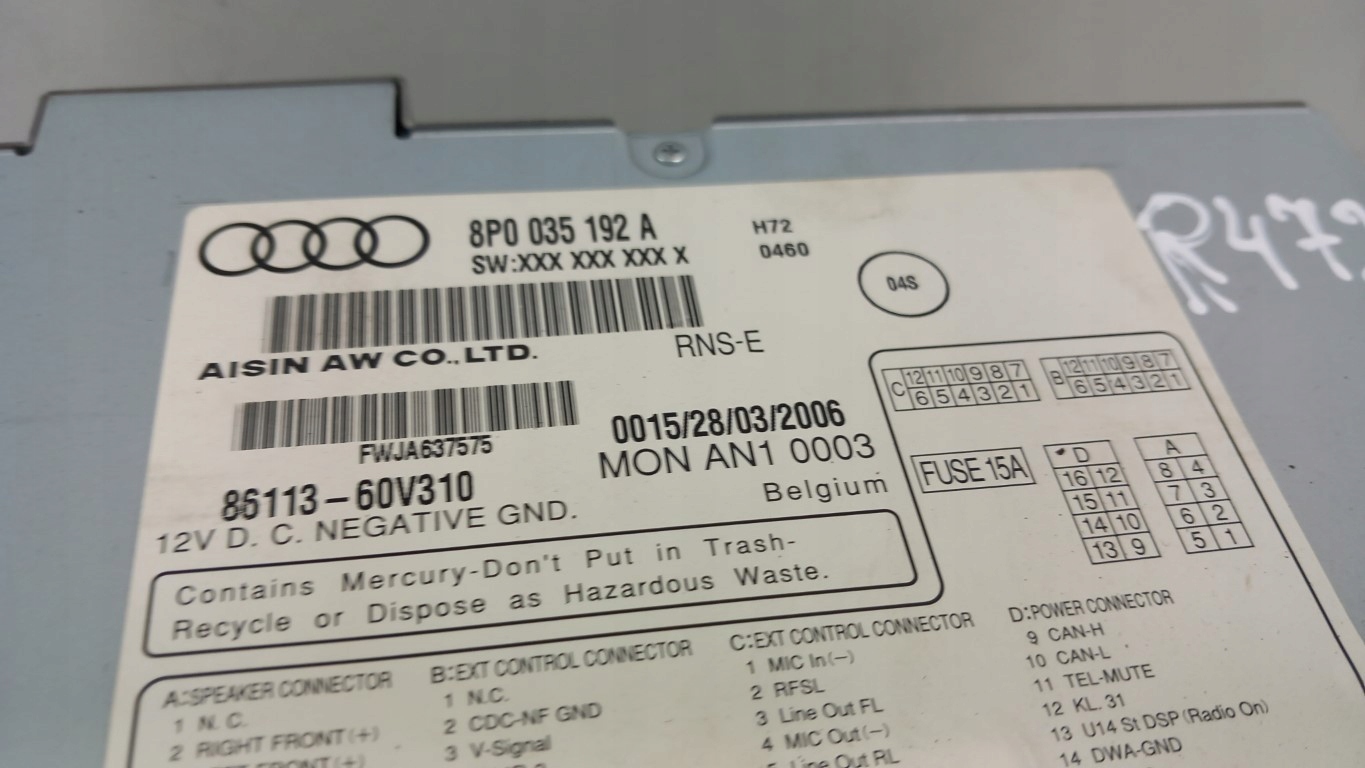 8P0 035 192 A
SW:XXX XXX XXX X
H72
0460
04S
R47
AISIN AW CO.,LTD.
RNS-E
FWJA637575
0015/28/03/2006
MON AN1 0003
86113-60V310
Belgium
12V D. C. NEGATIVE GND.
Contains Mercury-Don't Put in Trash-
Recycle or Dispose as Hazardous Waste.
C 12 11 10 9 8 7
6 5 4 3 2 1
B 12 11 10 9 8 7
6 5 4 3 2 1
FUSE 15A
D
16 12
15 11
14 10
13 9
A
8 4
7 3
6 2
5 1
A:SPEAKER CONNECTOR
1 N. C.
2 RIGHT FRONT(+)
FRONT(+)
B:EXT CONTROL CONNECTOR
1 N.C.
2 CDC-NF GND
3 V-Signal
C:EXT CONTROL CONNECTOR
1 MIC In(-)
2 RFSL
3 Line Out FL
4 MIC Out(-)
5 Line Out RL
D:POWER CONNECTOR
9 CAN-H
10 CAN-L
11 TEL-MUTE
12 KL. 31
13 U14 St DSP (Radio On)
14 DWA-GND